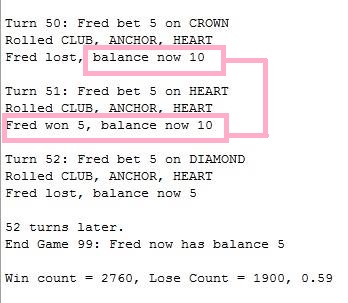 Turn 50: Fred bet 5 on CROWN
Rolled CLUB, ANCHOR, HEART
Fred lost, balance now 10
Turn 51: Fred bet 5 on HEART
Rolled CLUB, ANCHOR, HEART
Fred won 5, balance now 10
Turn 52: Fred bet 5 on DIAMOND
Rolled CLUB, ANCHOR, HEART
Fred lost, balance now 5
52 turns later.
End Game 99: Fred now has balance 5
Win count = 2760, Lose Count = 1900, 0.59